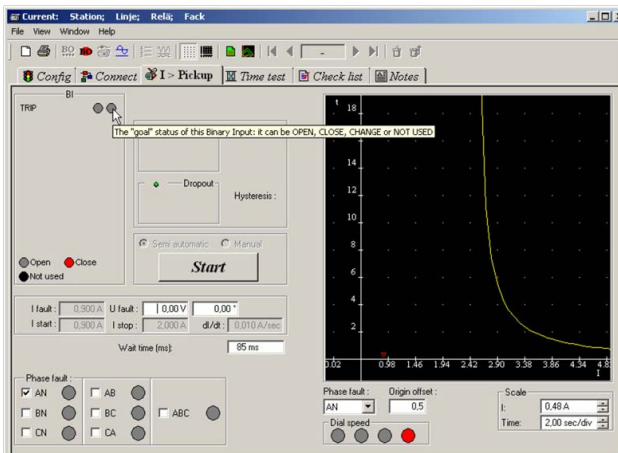 Current: Station; Linje; Relä; Fack
File View Window Help
Config Connect I > Pickup Time test Check list Notes
BI
TRIP
The "goal" status of this Binary Input: it can be OPEN, CLOSE, CHANGE or NOT USED
Dropout
Hysteresis :
Semi automatic Manual
Start
Open Close
Not used
I fault : 0,900 A U fault : 0,00 V 0,00 °
I start : 0,900 A I stop : 2,000 A dI/dt : 0,010 A/sec
Wait time (ms): 85 ms
Phase fault :
AN AB
BN BC ABC
CN CA
t 18
14
12
10
8
6
4
2
0.02 0.98 1.46 1.94 2.42 2.90 3.38 3.86 4.34 4.8
I
Phase fault : Origin offset :
AN 0,5
Dial speed
Scale
I: 0,48 A
Time: 2,00 sec/div